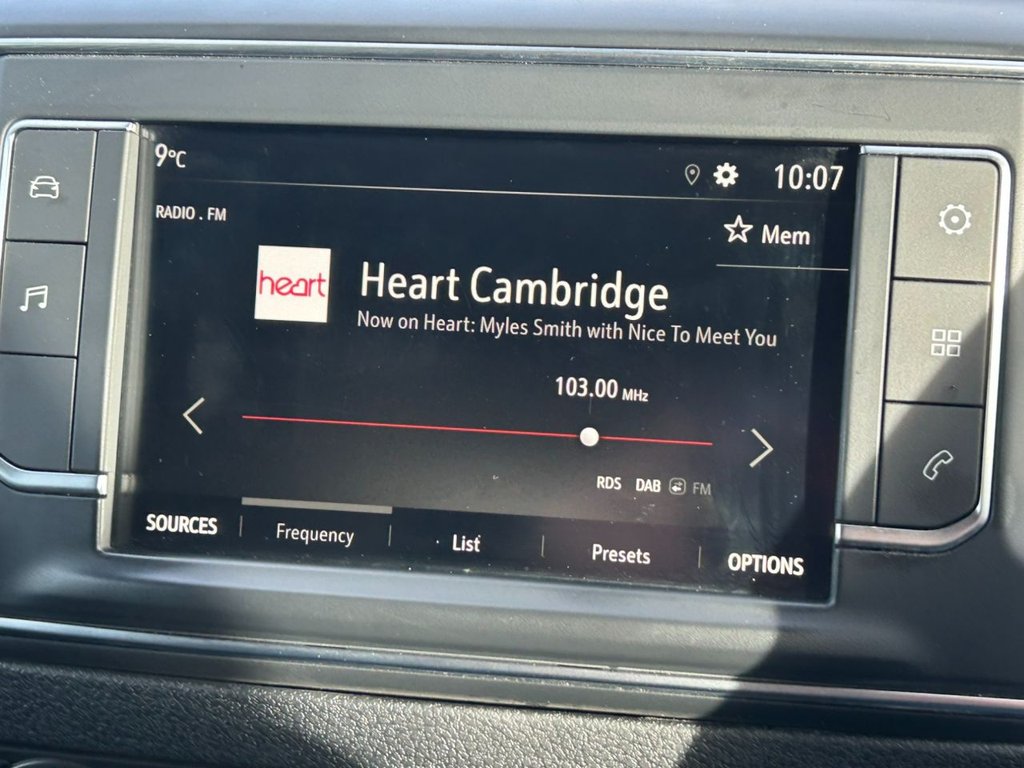 9°C
10:07
RADIO . FM
Mem
heart
Heart Cambridge
Now on Heart: Myles Smith with Nice To Meet You
103.00 MHz
RDS DAB FM
SOURCES Frequency List Presets OPTIONS